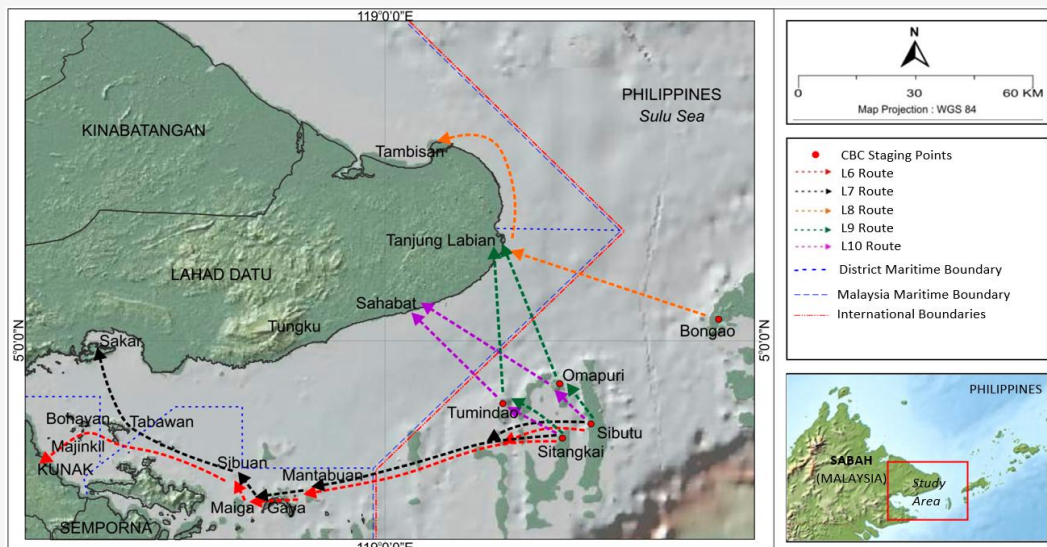 119°0'0"E
PHILIPPINES
Sulu Sea
KINABATANGAN
Tambisan
Tanjung Labian
LAHAD DATU
Sahabat
Tungku
Bongao
5°0'0"N
5°0'0"N
Sakar
Omapuri
Tumindao
Bohayan
Tabawan
Sibutu
Majinkil
Sitangkai
KUNAK
Sibuan
Mantabuan
Maiga
Gaya
SEMPORNA
119°0'0"E
N
0
30
60 KM
Map Projection : WGS 84
CBC Staging Points
L6 Route
L7 Route
L8 Route
L9 Route
L10 Route
District Maritime Boundary
Malaysia Maritime Boundary
International Boundaries
PHILIPPINES
SABAH
(MALAYSIA)
Study
Area